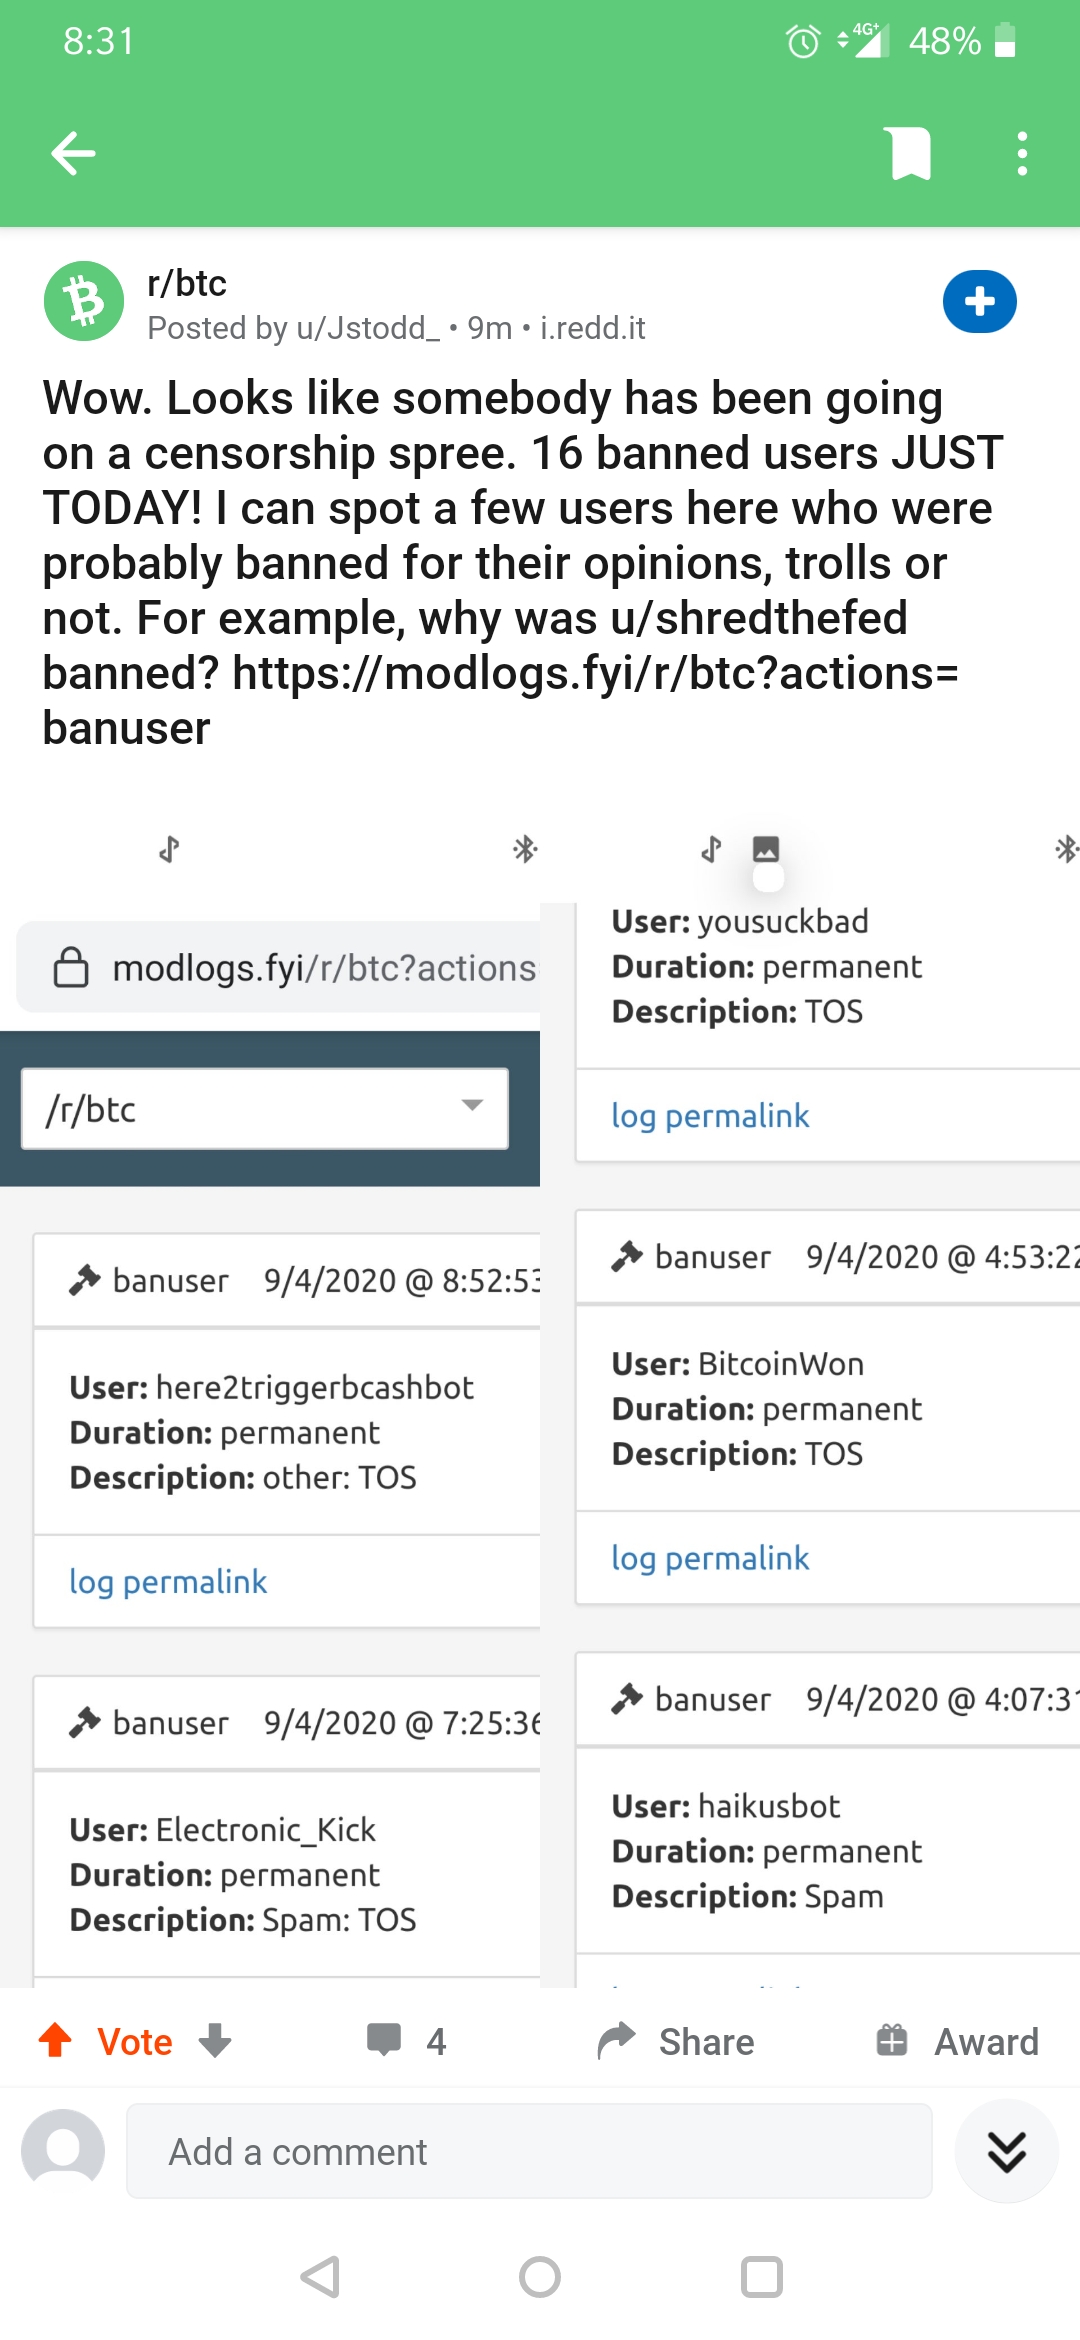 8:31
4G+ 48%
r/btc
Posted by u/Jstodd_ • 9m • i.redd.it
Wow. Looks like somebody has been going
on a censorship spree. 16 banned users JUST
TODAY! I can spot a few users here who were
probably banned for their opinions, trolls or
not. For example, why was u/shredthefed
banned? https://modlogs.fyi/r/btc?actions=
banuser
modlogs.fyi/r/btc?actions
/r/btc
banuser 9/4/2020 @ 8:52:53
User: here2triggerbcashbot
Duration: permanent
Description: other: TOS
log permalink
banuser 9/4/2020 @ 7:25:36
User: Electronic_Kick
Duration: permanent
Description: Spam: TOS
User: yousuckbad
Duration: permanent
Description: TOS
log permalink
banuser 9/4/2020 @ 4:53:22
User: BitcoinWon
Duration: permanent
Description: TOS
log permalink
banuser 9/4/2020 @ 4:07:31
User: haikusbot
Duration: permanent
Description: Spam
Vote 4 Share Award
Add a comment